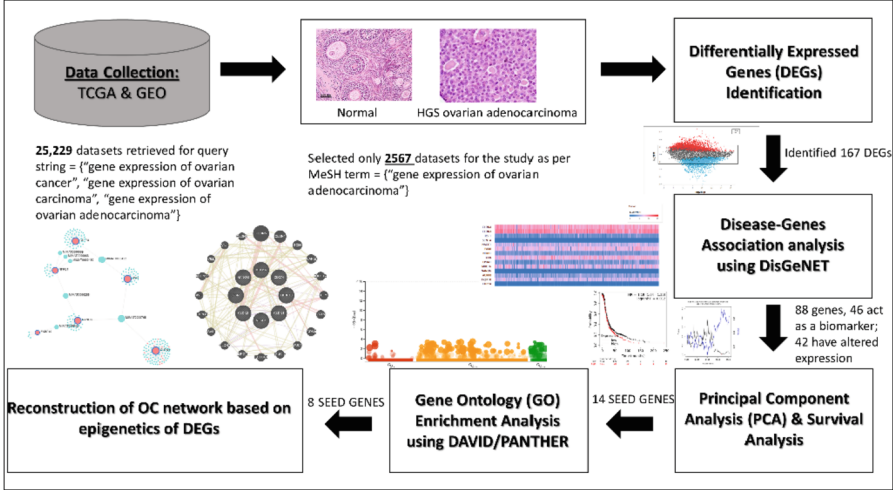 Data Collection:
TCGA & GEO
Normal
HGS ovarian adenocarcinoma
Differentially Expressed
Genes (DEGs)
Identification
25,229 datasets retrieved for query
string = {“gene expression of ovarian
cancer”, “gene expression of ovarian
carcinoma”, “gene expression of
ovarian adenocarcinoma”}
Selected only 2567 datasets for the study as per
MeSH term = {“gene expression of ovarian
adenocarcinoma”}
Identified 167 DEGs
Disease-Genes
Association analysis
using DisGeNET
88 genes, 46 act
as a biomarker;
42 have altered
expression
Principal Component
Analysis (PCA) & Survival
Analysis
14 SEED GENES
Gene Ontology (GO)
Enrichment Analysis
using DAVID/PANTHER
8 SEED GENES
Reconstruction of OC network based on
epigenetics of DEGs